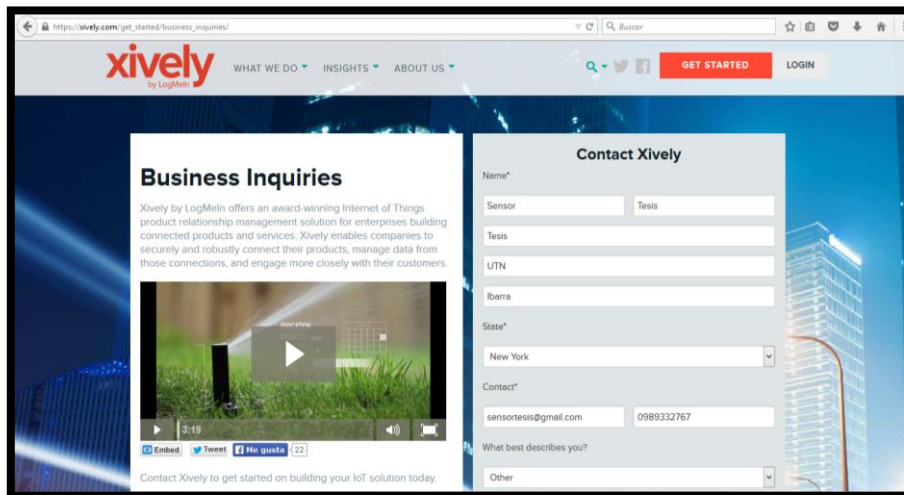 https://xively.com/get_started/business_inquiries/
Buscar
xively
by LogMeIn
WHAT WE DO
INSIGHTS
ABOUT US
GET STARTED
LOGIN
Business Inquiries
Xively by LogMeIn offers an award-winning Internet of Things
product relationship management solution for enterprises building
connected products and services. Xively enables companies to
securely and robustly connect their products, manage data from
those connections, and engage more closely with their customers.
3:19
Embed
Tweet
Me gusta
22
Contact Xively to get started on building your IoT solution today.
Contact Xively
Name*
Sensor
Tesis
Tesis
UTN
Ibarra
State*
New York
Contact*
sensortesis@gmail.com
0989332767
What best describes you?
Other